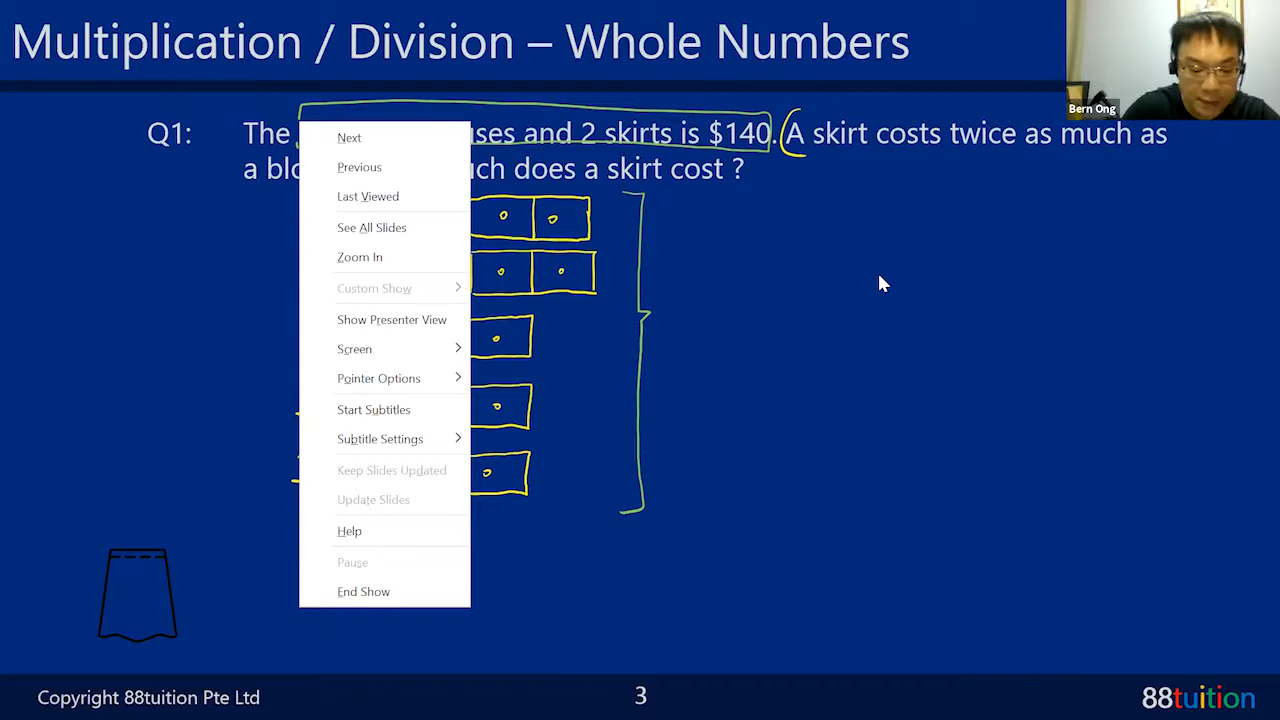 Multiplication / Division – Whole Numbers
Bern Ong
Q1: The uses and 2 skirts is $140. A skirt costs twice as much as
a blo uch does a skirt cost ?
Next
Previous
Last Viewed
See All Slides
Zoom In
Custom Show
Show Presenter View
Screen
Pointer Options
Start Subtitles
Subtitle Settings
Keep Slides Updated
Update Slides
Help
Pause
End Show
Copyright 88tuition Pte Ltd
3
88tuition